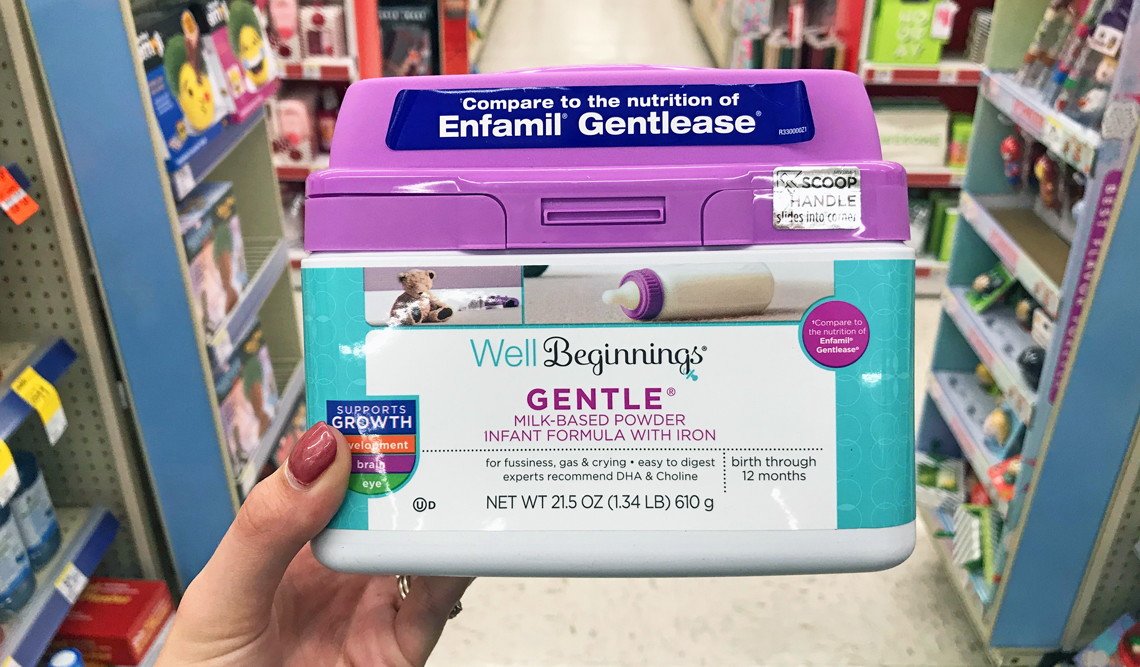 'Compare to the nutrition of
Enfamil® Gentlease®
R33000021
SCOOP
HANDLE
slides into corner
Well Beginnings®
†Compare to
the nutrition of
Enfamil®
Gentlease®
GENTLE®
MILK-BASED POWDER
INFANT FORMULA WITH IRON
SUPPORTS
GROWTH
brain
eye
for fussiness, gas & crying • easy to digest
experts recommend DHA & Choline
birth through
12 months
UD
NET WT 21.5 OZ (1.34 LB) 610 g